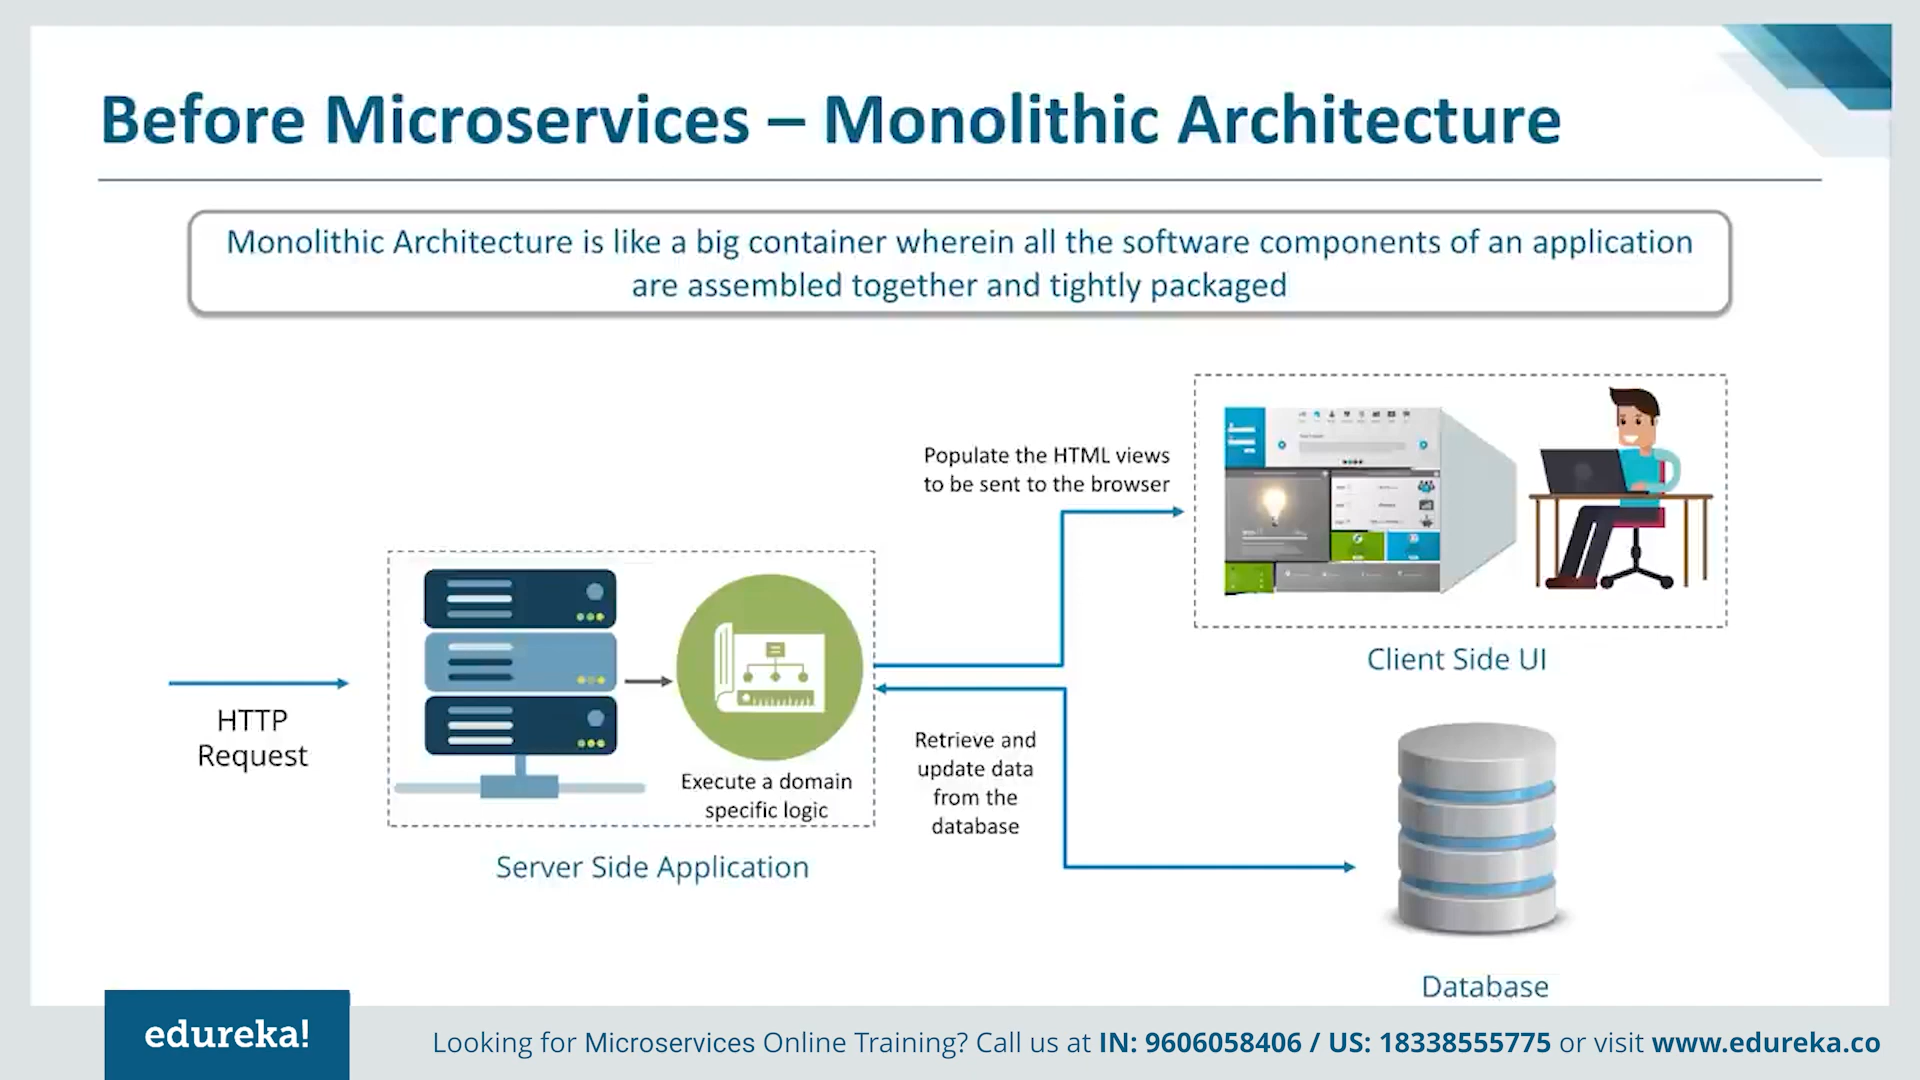 Before Microservices – Monolithic Architecture
Monolithic Architecture is like a big container wherein all the software components of an application
are assembled together and tightly packaged
Populate the HTML views
to be sent to the browser
Client Side UI
HTTP
Request
Execute a domain
specific logic
Server Side Application
Retrieve and
update data
from the
database
Database
edureka!
Looking for Microservices Online Training? Call us at IN: 9606058406 / US: 18338555775 or visit www.edureka.co